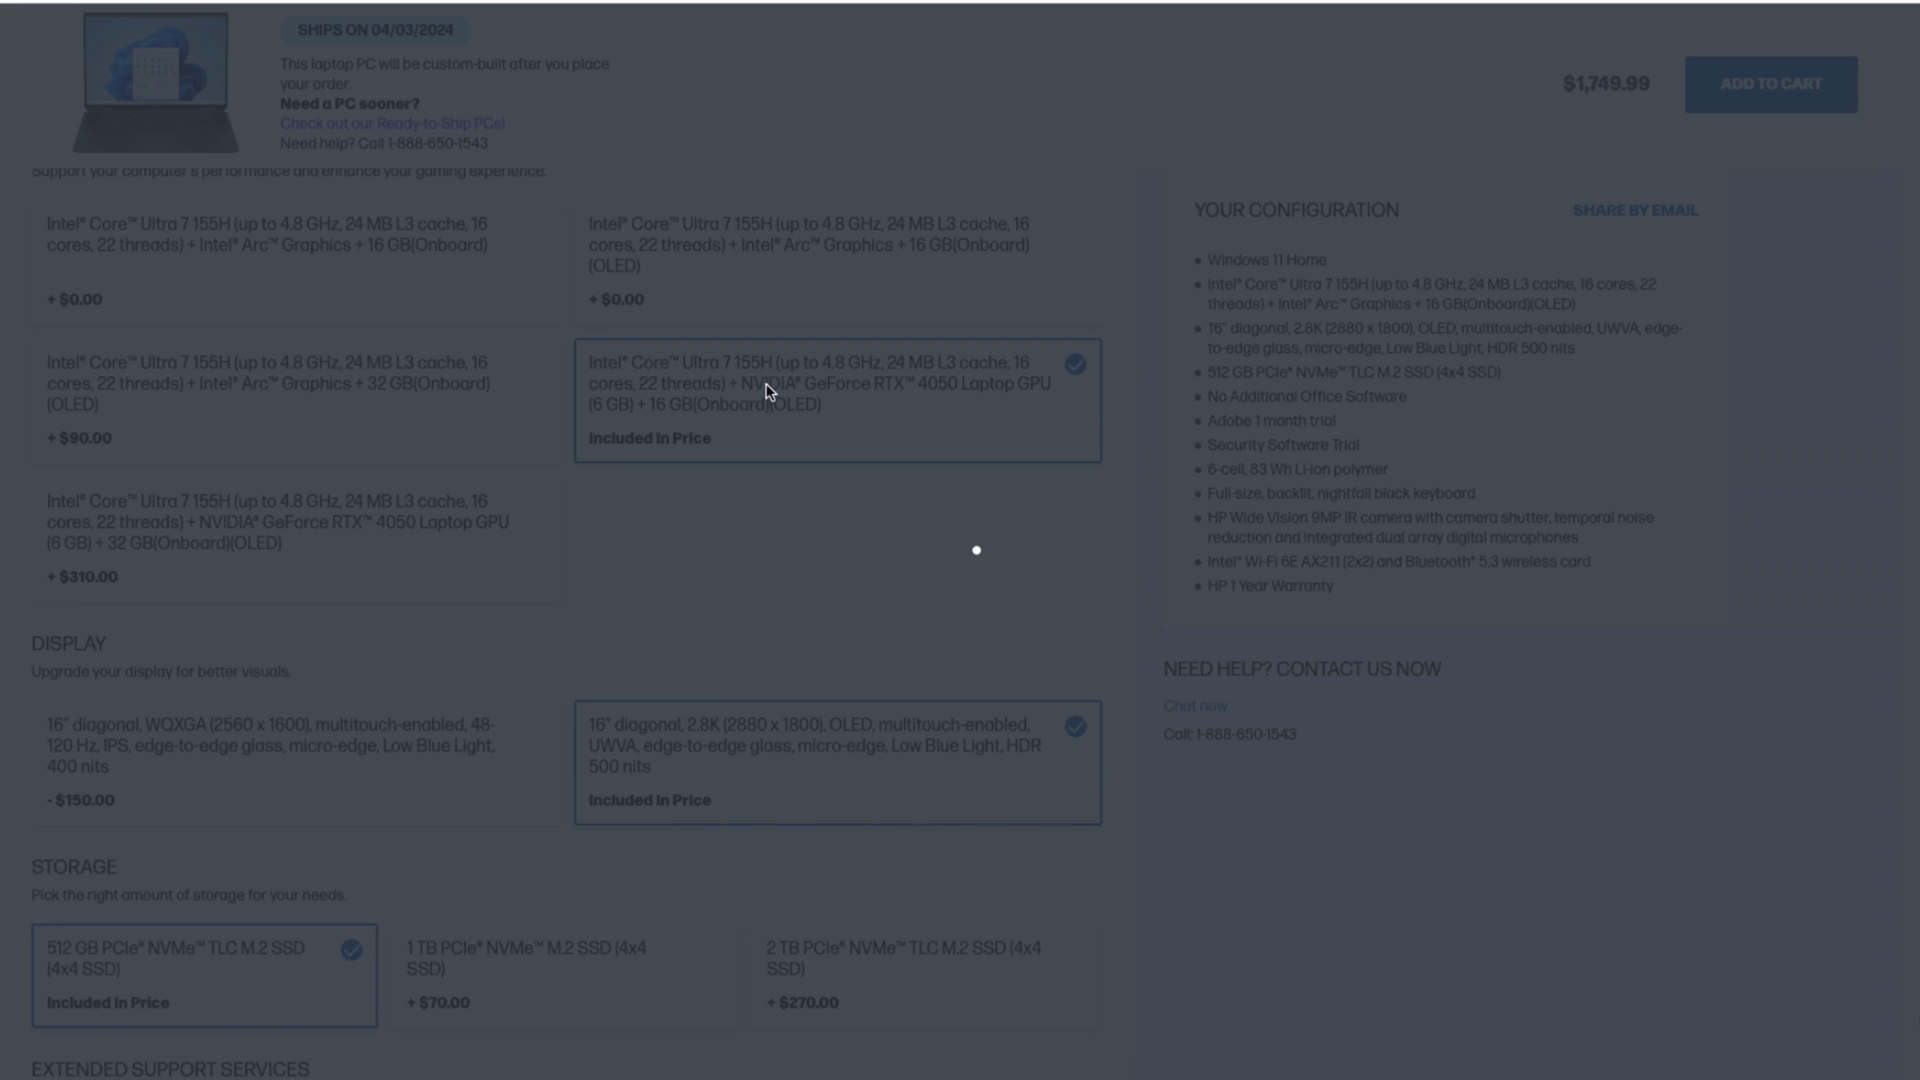 SHIPS ON 04/03/2024
This laptop PC will be custom-built after you place
your order.
Need a PC sooner?
Check out our Ready-to-Ship PCs!
Need help? Call 1-888-650-1543
$1,749.99
ADD TO CART
Support your computer's performance and enhance your gaming experience.
Intel® Core™ Ultra 7 155H (up to 4.8 GHz, 24 MB L3 cache, 16
cores, 22 threads) + Intel® Arc™ Graphics + 16 GB(Onboard)
+ $0.00
Intel® Core™ Ultra 7 155H (up to 4.8 GHz, 24 MB L3 cache, 16
cores, 22 threads) + Intel® Arc™ Graphics + 16 GB(Onboard)
(OLED)
+ $0.00
Intel® Core™ Ultra 7 155H (up to 4.8 GHz, 24 MB L3 cache, 16
cores, 22 threads) + Intel® Arc™ Graphics + 32 GB(Onboard)
(OLED)
+ $90.00
Intel® Core™ Ultra 7 155H (up to 4.8 GHz, 24 MB L3 cache, 16
cores, 22 threads) + NVIDIA® GeForce RTX™ 4050 Laptop GPU
(6 GB) + 16 GB(Onboard)(OLED)
Included In Price
Intel® Core™ Ultra 7 155H (up to 4.8 GHz, 24 MB L3 cache, 16
cores, 22 threads) + NVIDIA® GeForce RTX™ 4050 Laptop GPU
(6 GB) + 32 GB(Onboard)(OLED)
+ $310.00
DISPLAY
Upgrade your display for better visuals.
16" diagonal, WQXGA (2560 x 1600), multitouch-enabled, 48-
120 Hz, IPS, edge-to-edge glass, micro-edge, Low Blue Light,
400 nits
- $150.00
16" diagonal, 2.8K (2880 x 1800), OLED, multitouch-enabled,
UWVA, edge-to-edge glass, micro-edge, Low Blue Light, HDR
500 nits
Included In Price
STORAGE
Pick the right amount of storage for your needs.
512 GB PCIe® NVMe™ TLC M.2 SSD
(4x4 SSD)
Included In Price
1 TB PCIe® NVMe™ M.2 SSD (4x4
SSD)
+ $70.00
2 TB PCIe® NVMe™ TLC M.2 SSD (4x4
SSD)
+ $270.00
EXTENDED SUPPORT SERVICES
YOUR CONFIGURATION
SHARE BY EMAIL
Windows 11 Home
Intel® Core™ Ultra 7 155H (up to 4.8 GHz, 24 MB L3 cache, 16 cores, 22
threads) + Intel® Arc™ Graphics + 16 GB(Onboard)(OLED)
16" diagonal, 2.8K (2880 x 1800), OLED, multitouch-enabled, UWVA, edge-
to-edge glass, micro-edge, Low Blue Light, HDR 500 nits
512 GB PCIe® NVMe™ TLC M.2 SSD (4x4 SSD)
No Additional Office Software
Adobe 1 month trial
Security Software Trial
6-cell, 83 Wh Li-ion polymer
Full-size, backlit, nightfall black keyboard
HP Wide Vision 9MP IR camera with camera shutter, temporal noise
reduction and integrated dual array digital microphones
Intel® Wi-Fi 6E AX211 (2x2) and Bluetooth® 5.3 wireless card
HP 1 Year Warranty
NEED HELP? CONTACT US NOW
Chat now
Call: 1-888-650-1543